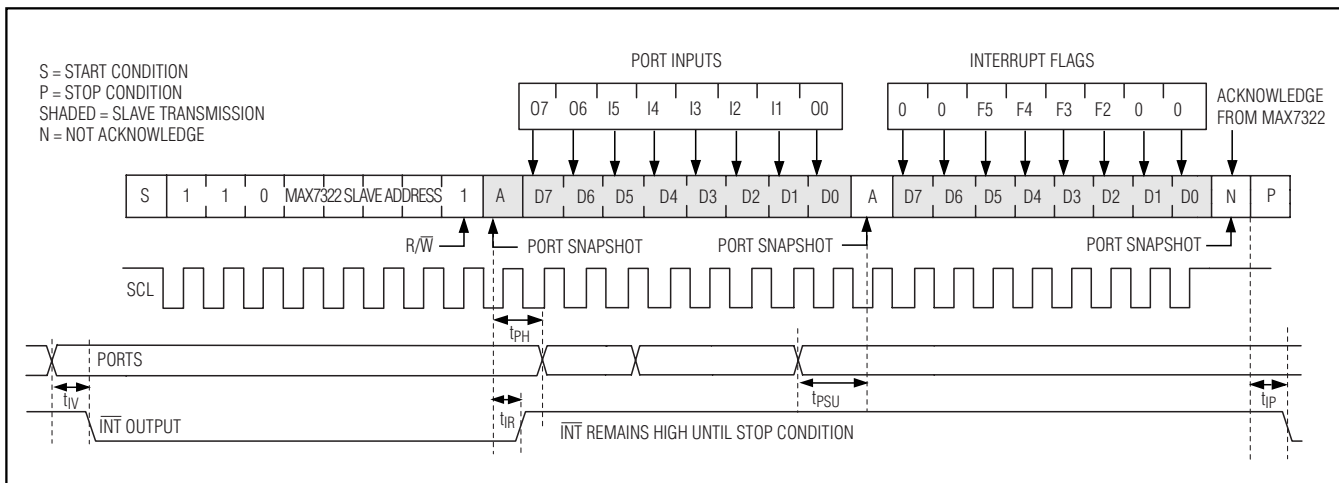 S = START CONDITION
P = STOP CONDITION
SHADED = SLAVE TRANSMISSION
N = NOT ACKNOWLEDGE
PORT INPUTS
INTERRUPT FLAGS
O7 O6 I5 I4 I3 I2 I1 O0
0 0 F5 F4 F3 F2 0 0
ACKNOWLEDGE
FROM MAX7322
S 1 1 0 MAX7322 SLAVE ADDRESS 1 A D7 D6 D5 D4 D3 D2 D1 D0 A D7 D6 D5 D4 D3 D2 D1 D0 N P
R/W̅ PORT SNAPSHOT PORT SNAPSHOT PORT SNAPSHOT
SCL
tPH
PORTS
tIV
tIR
tPSU
tIP
I̅N̅T̅ OUTPUT
I̅N̅T̅ REMAINS HIGH UNTIL STOP CONDITION